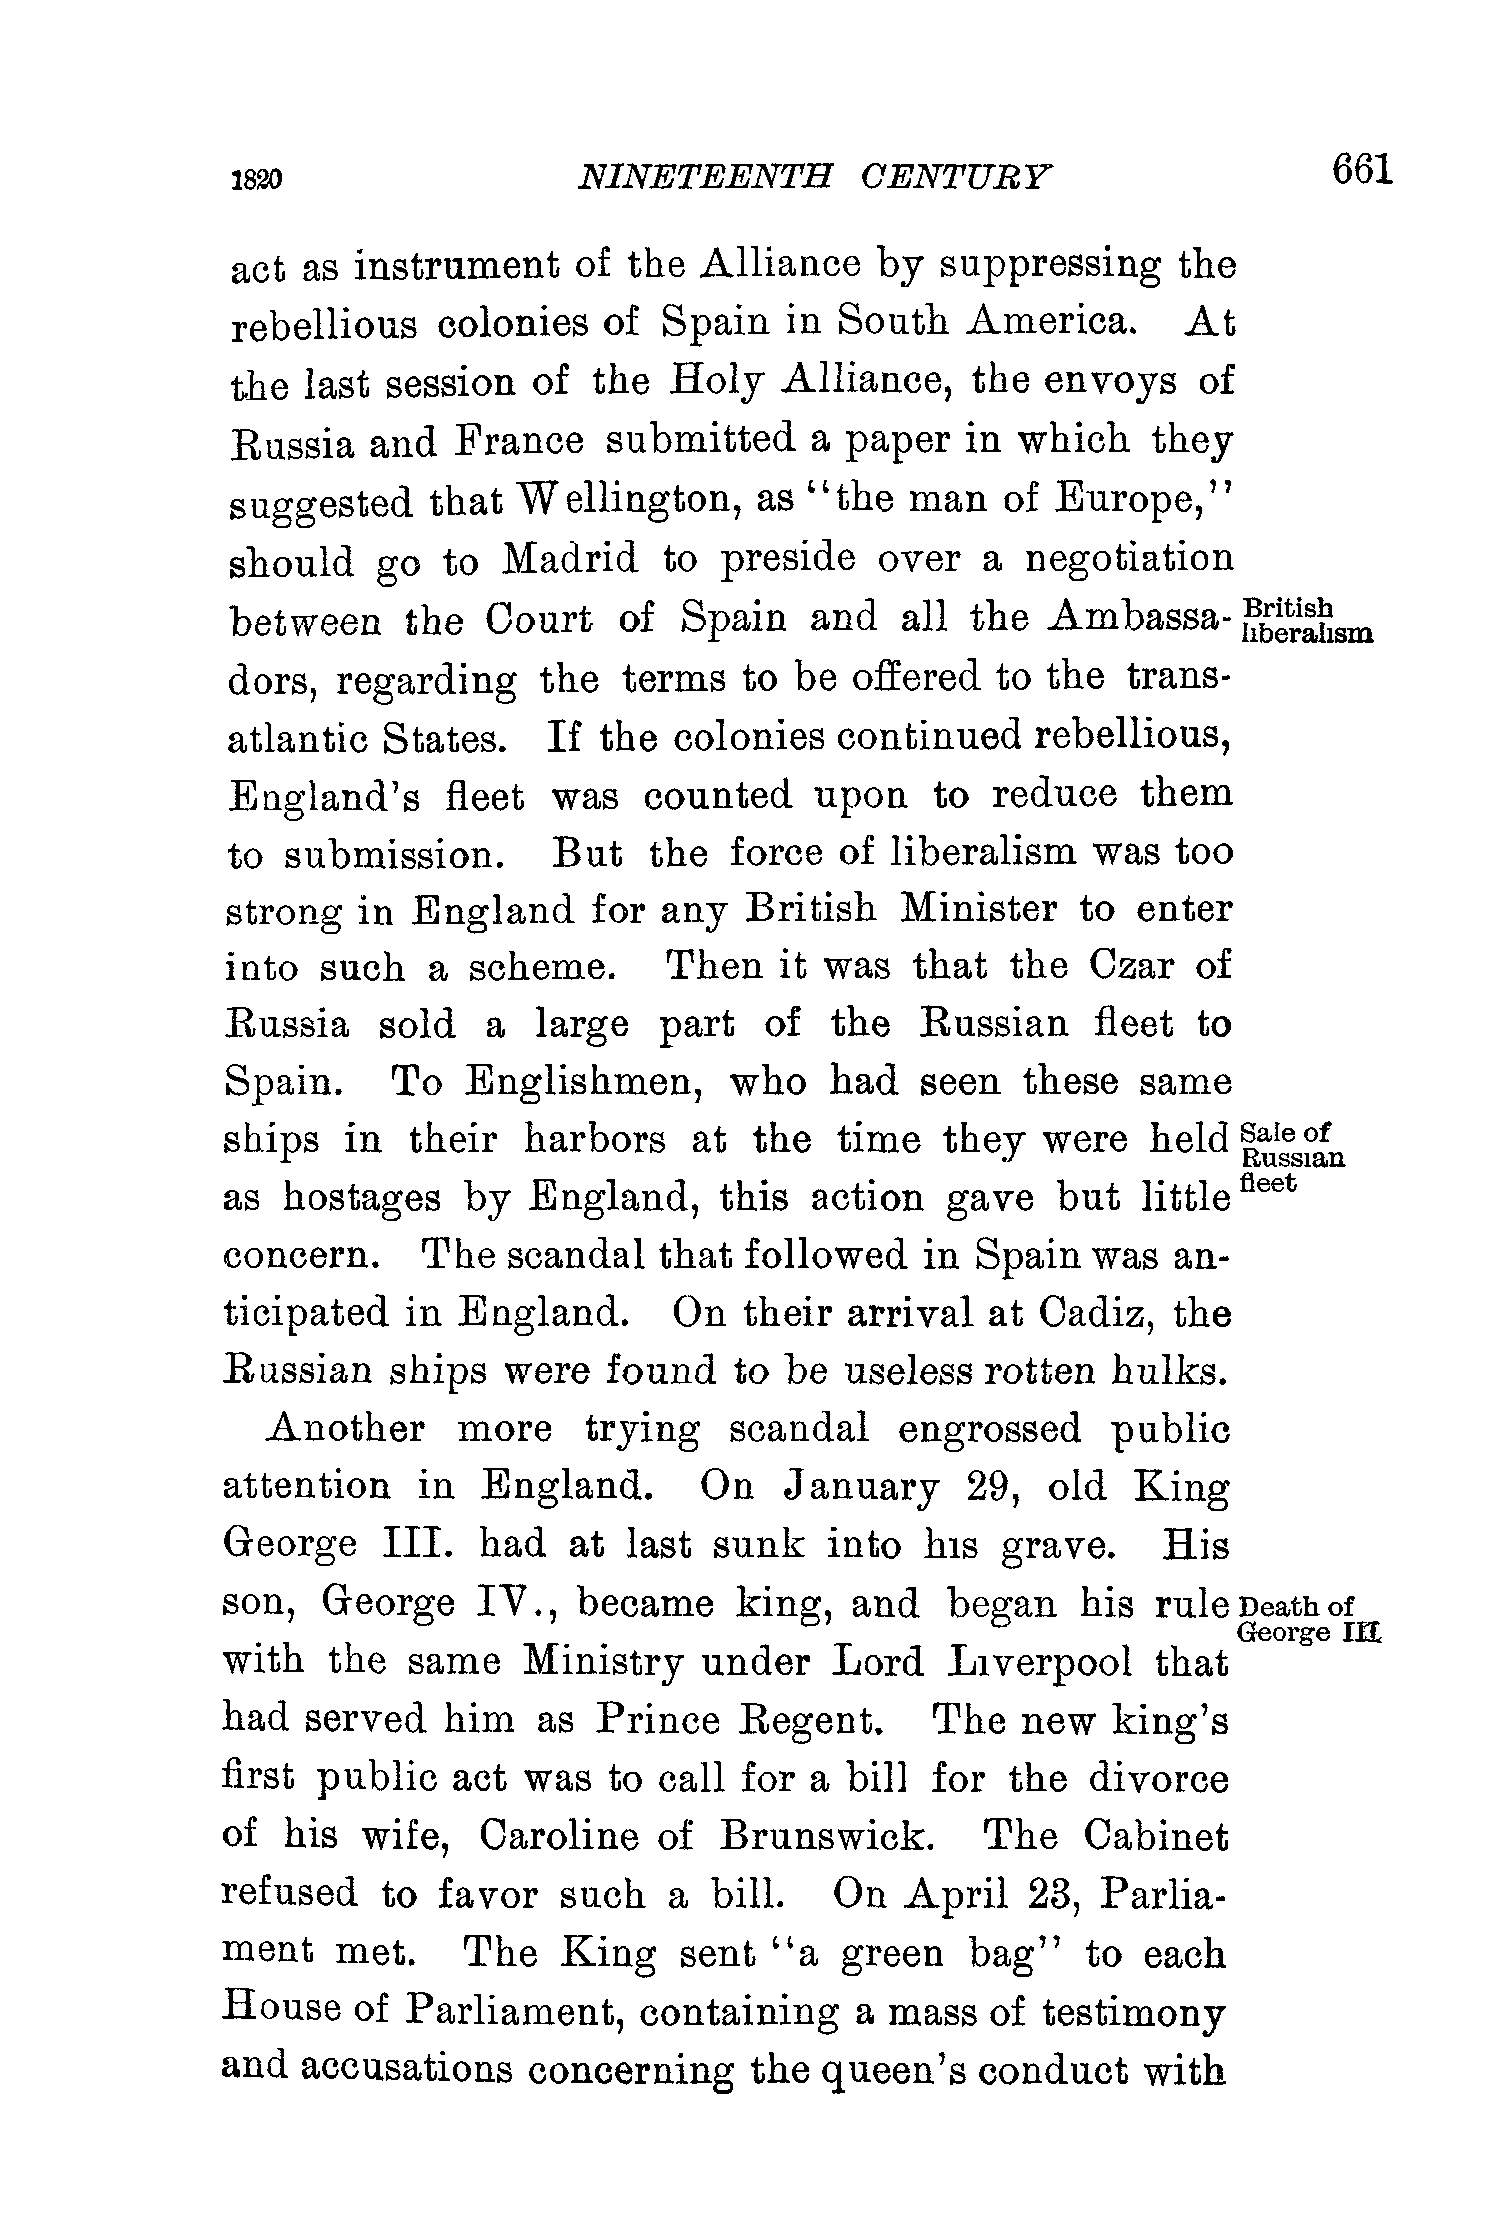 1820 NINETEENTH CENTURY 661
act as instrument of the Alliance by suppressing the
rebellious colonies of Spain in South America. At
the last session of the Holy Alliance, the envoys of
Russia and France submitted a paper in which they
suggested that Wellington, as "the man of Europe,"
should go to Madrid to preside over a negotiation
between the Court of Spain and all the Ambassa-
British
liberalism
dors, regarding the terms to be offered to the trans-
atlantic States. If the colonies continued rebellious,
England's fleet was counted upon to reduce them
to submission. But the force of liberalism was too
strong in England for any British Minister to enter
into such a scheme. Then it was that the Czar of
Russia sold a large part of the Russian fleet to
Spain. To Englishmen, who had seen these same
ships in their harbors at the time they were held
Sale of
Russian
fleet
as hostages by England, this action gave but little
concern. The scandal that followed in Spain was an-
ticipated in England. On their arrival at Cadiz, the
Russian ships were found to be useless rotten hulks.
Another more trying scandal engrossed public
attention in England. On January 29, old King
George III. had at last sunk into his grave. His
son, George IV., became king, and began his rule
Death of
George III.
with the same Ministry under Lord Liverpool that
had served him as Prince Regent. The new king's
first public act was to call for a bill for the divorce
of his wife, Caroline of Brunswick. The Cabinet
refused to favor such a bill. On April 23, Parlia-
ment met. The King sent "a green bag" to each
House of Parliament, containing a mass of testimony
and accusations concerning the queen's conduct with